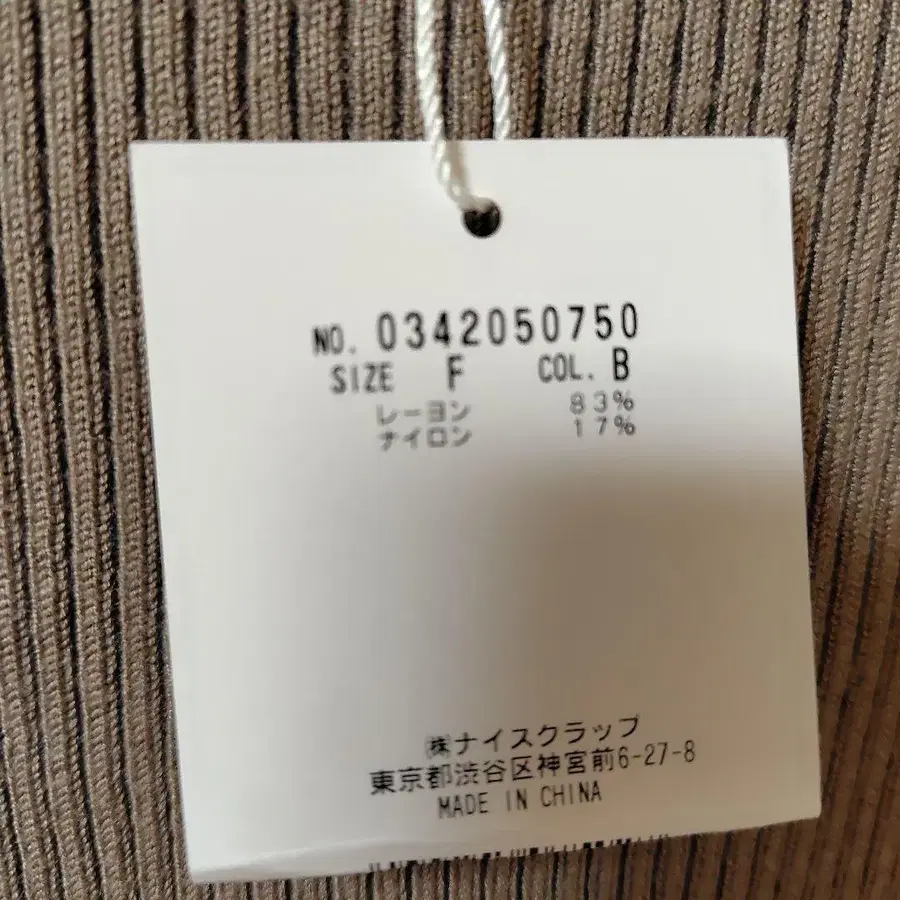 NO. 0342050750
SIZE F COL. B
レーヨン 83%
ナイロン 17%
㈱ナイスクラップ
東京都渋谷区神宮前6-27-8
MADE IN CHINA